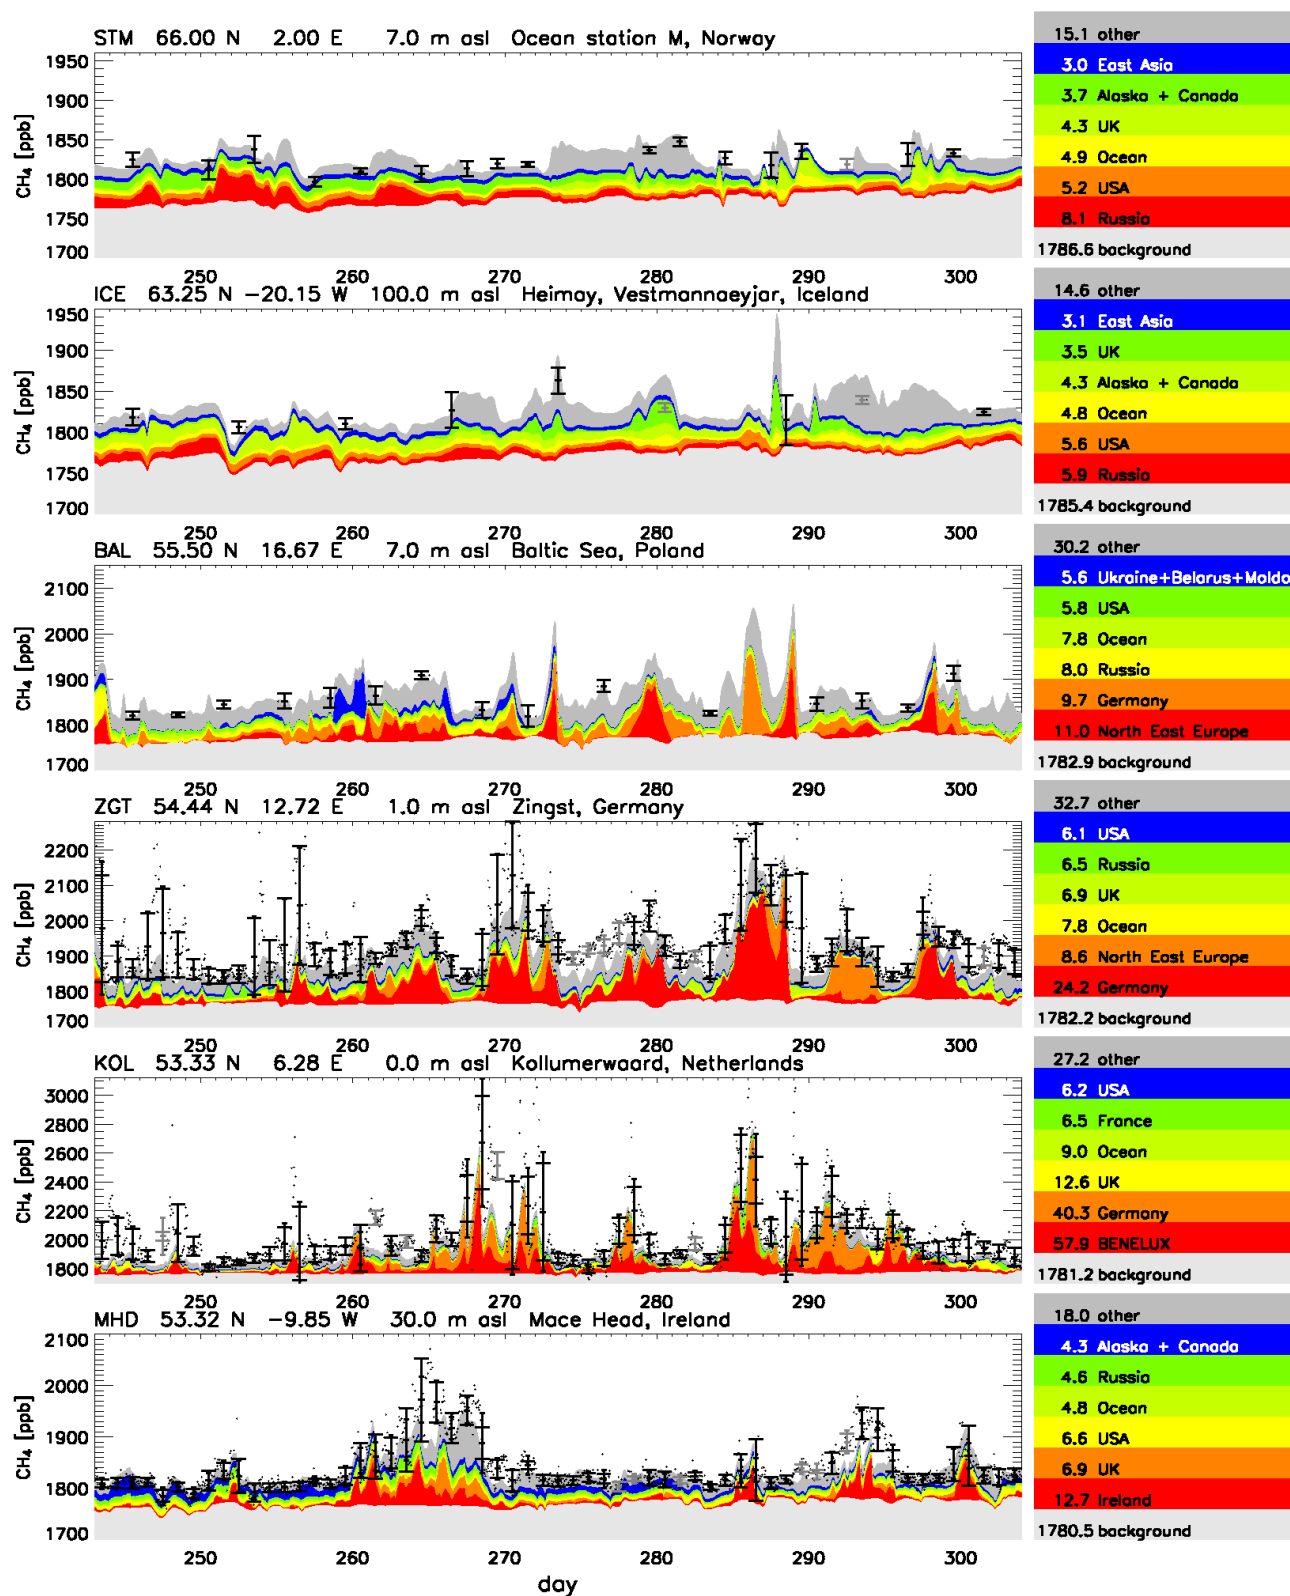 STM 66.00 N 2.00 E 7.0 m asl Ocean station M, Norway
CH4 [ppb]
1950
1900
1850
1800
1750
1700
250 260 270 280 290 300
15.1 other
3.0 East Asia
3.7 Alaska + Canada
4.3 UK
4.9 Ocean
5.2 USA
8.1 Russia
1786.6 background
ICE 63.25 N -20.15 W 100.0 m asl Heimay, Vestmannaeyjar, Iceland
CH4 [ppb]
1950
1900
1850
1800
1750
1700
250 260 270 280 290 300
14.6 other
3.1 East Asia
3.5 UK
4.3 Alaska + Canada
4.8 Ocean
5.6 USA
5.9 Russia
1785.4 background
BAL 55.50 N 16.67 E 7.0 m asl Baltic Sea, Poland
CH4 [ppb]
2100
2000
1900
1800
1700
250 260 270 280 290 300
30.2 other
5.6 Ukraine+Belarus+Moldo
5.8 USA
7.8 Ocean
8.0 Russia
9.7 Germany
11.0 North East Europe
1782.9 background
ZGT 54.44 N 12.72 E 1.0 m asl Zingst, Germany
CH4 [ppb]
2200
2100
2000
1900
1800
1700
250 260 270 280 290 300
32.7 other
6.1 USA
6.5 Russia
6.9 UK
7.8 Ocean
8.6 North East Europe
24.2 Germany
1782.2 background
KOL 53.33 N 6.28 E 0.0 m asl Kollumerwaard, Netherlands
CH4 [ppb]
3000
2800
2600
2400
2200
2000
1800
250 260 270 280 290 300
27.2 other
6.2 USA
6.5 France
9.0 Ocean
12.6 UK
40.3 Germany
57.9 BENELUX
1781.2 background
MHD 53.32 N -9.85 W 30.0 m asl Mace Head, Ireland
CH4 [ppb]
2100
2000
1900
1800
1700
250 260 270 280 290 300
day
18.0 other
4.3 Alaska + Canada
4.6 Russia
4.8 Ocean
6.6 USA
6.9 UK
12.7 Ireland
1780.5 background